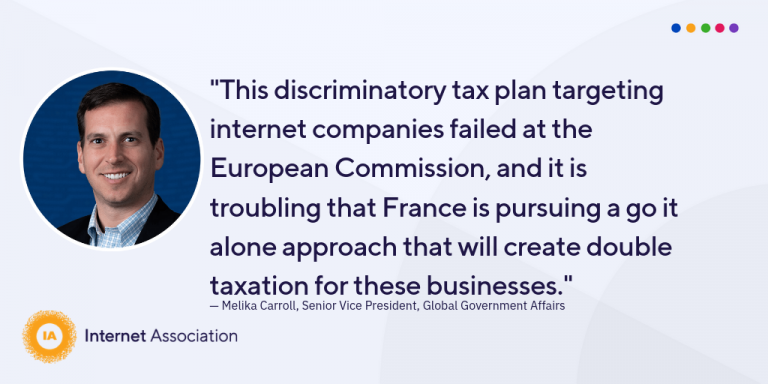 "This discriminatory tax plan targeting
internet companies failed at the
European Commission, and it is
troubling that France is pursuing a go it
alone approach that will create double
taxation for these businesses."
— Melika Carroll, Senior Vice President, Global Government Affairs
IA
Internet Association